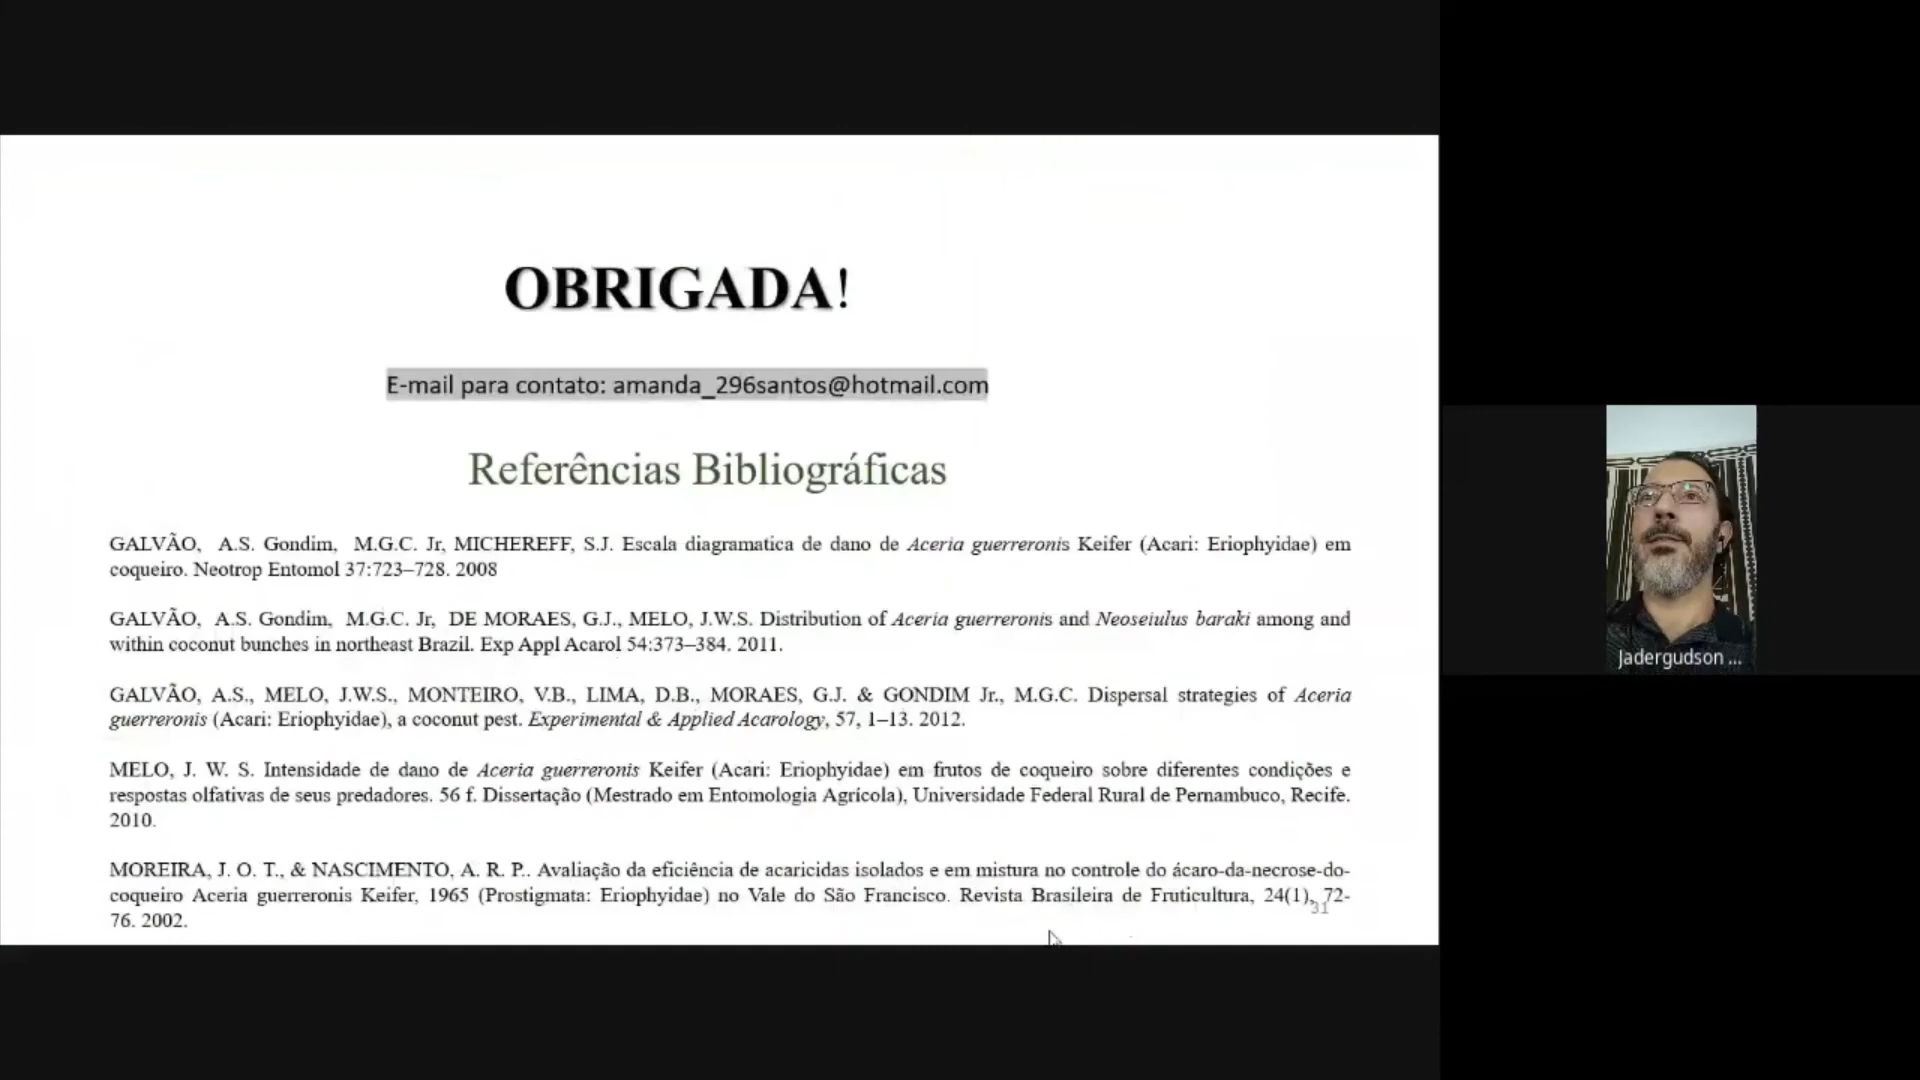 OBRIGADA!
E-mail para contato: amanda_296santos@hotmail.com
Referências Bibliográficas
GALVÃO, A.S. Gondim, M.G.C. Jr, MICHEREFF, S.J. Escala diagramatica de dano de Aceria guerreronis Keifer (Acari: Eriophyidae) em
coqueiro. Neotrop Entomol 37:723–728. 2008
GALVÃO, A.S. Gondim, M.G.C. Jr, DE MORAES, G.J., MELO, J.W.S. Distribution of Aceria guerreronis and Neoseiulus baraki among and
within coconut bunches in northeast Brazil. Exp Appl Acarol 54:373–384. 2011.
GALVÃO, A.S., MELO, J.W.S., MONTEIRO, V.B., LIMA, D.B., MORAES, G.J. & GONDIM Jr., M.G.C. Dispersal strategies of Aceria
guerreronis (Acari: Eriophyidae), a coconut pest. Experimental & Applied Acarology, 57, 1–13. 2012.
MELO, J. W. S. Intensidade de dano de Aceria guerreronis Keifer (Acari: Eriophyidae) em frutos de coqueiro sobre diferentes condições e
respostas olfativas de seus predadores. 56 f. Dissertação (Mestrado em Entomologia Agrícola), Universidade Federal Rural de Pernambuco, Recife.
2010.
MOREIRA, J. O. T., & NASCIMENTO, A. R. P.. Avaliação da eficiência de acaricidas isolados e em mistura no controle do ácaro-da-necrose-do-
coqueiro Aceria guerreronis Keifer, 1965 (Prostigmata: Eriophyidae) no Vale do São Francisco. Revista Brasileira de Fruticultura, 24(1), 72-
76. 2002.
31
Jadergudson ...